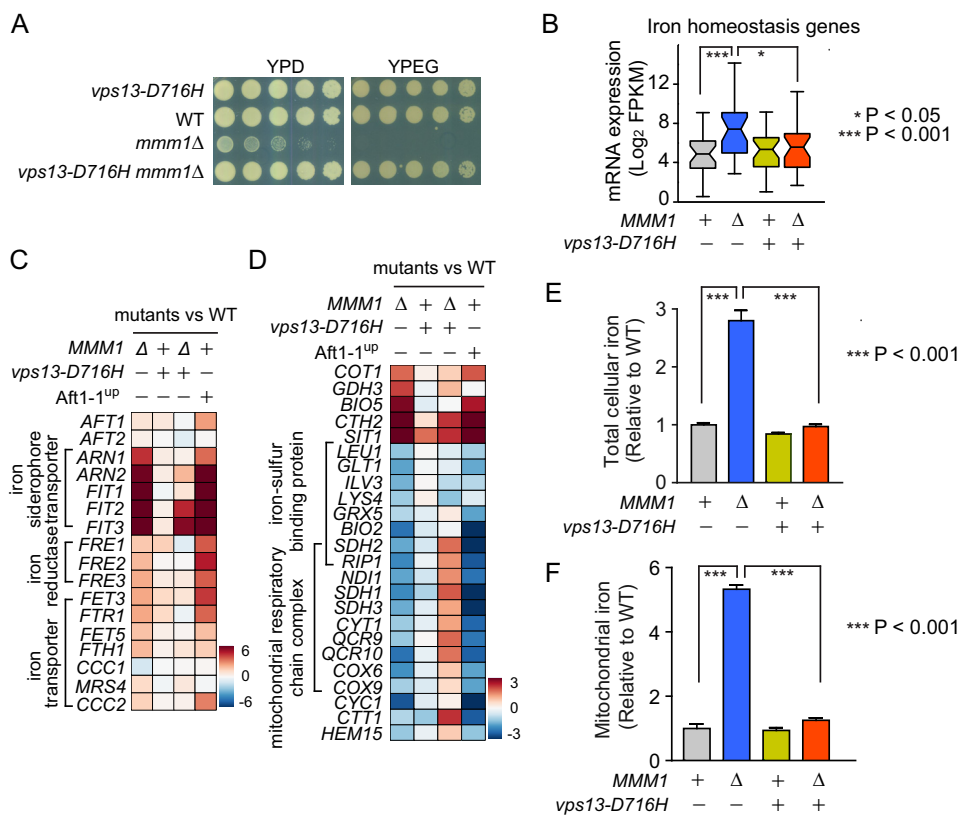 A
YPD
YPEG
vps13-D716H
WT
mmm1Δ
vps13-D716H mmm1Δ
B
Iron homeostasis genes
mRNA expression
(Log2 FPKM)
12
8
4
0
***
*
* P < 0.05
*** P < 0.001
MMM1 + Δ + Δ
vps13-D716H − − + +
C
mutants vs WT
MMM1 Δ + Δ +
vps13-D716H − + + −
Aft1-1up − − − +
iron siderophore transporter
iron reductase
iron transporter
AFT1
AFT2
ARN1
ARN2
FIT1
FIT2
FIT3
FRE1
FRE2
FRE3
FET3
FTR1
FET5
FTH1
CCC1
MRS4
CCC2
6
0
-6
D
mutants vs WT
MMM1 Δ + Δ +
vps13-D716H − + + −
Aft1-1up − − − +
iron-sulfur binding protein
mitochondrial respiratory chain complex
COT1
GDH3
BIO5
CTH2
SIT1
LEU1
GLT1
ILV3
LYS4
GRX5
BIO2
SDH2
RIP1
NDI1
SDH1
SDH3
CYT1
QCR9
QCR10
COX6
COX9
CYC1
CTT1
HEM15
3
0
-3
E
Total cellular iron
(Relative to WT)
3
2
1
0
***
***
*** P < 0.001
MMM1 + Δ + Δ
vps13-D716H − − + +
F
Mitochondrial iron
(Relative to WT)
6
4
2
0
***
***
*** P < 0.001
MMM1 + Δ + Δ
vps13-D716H − − + +